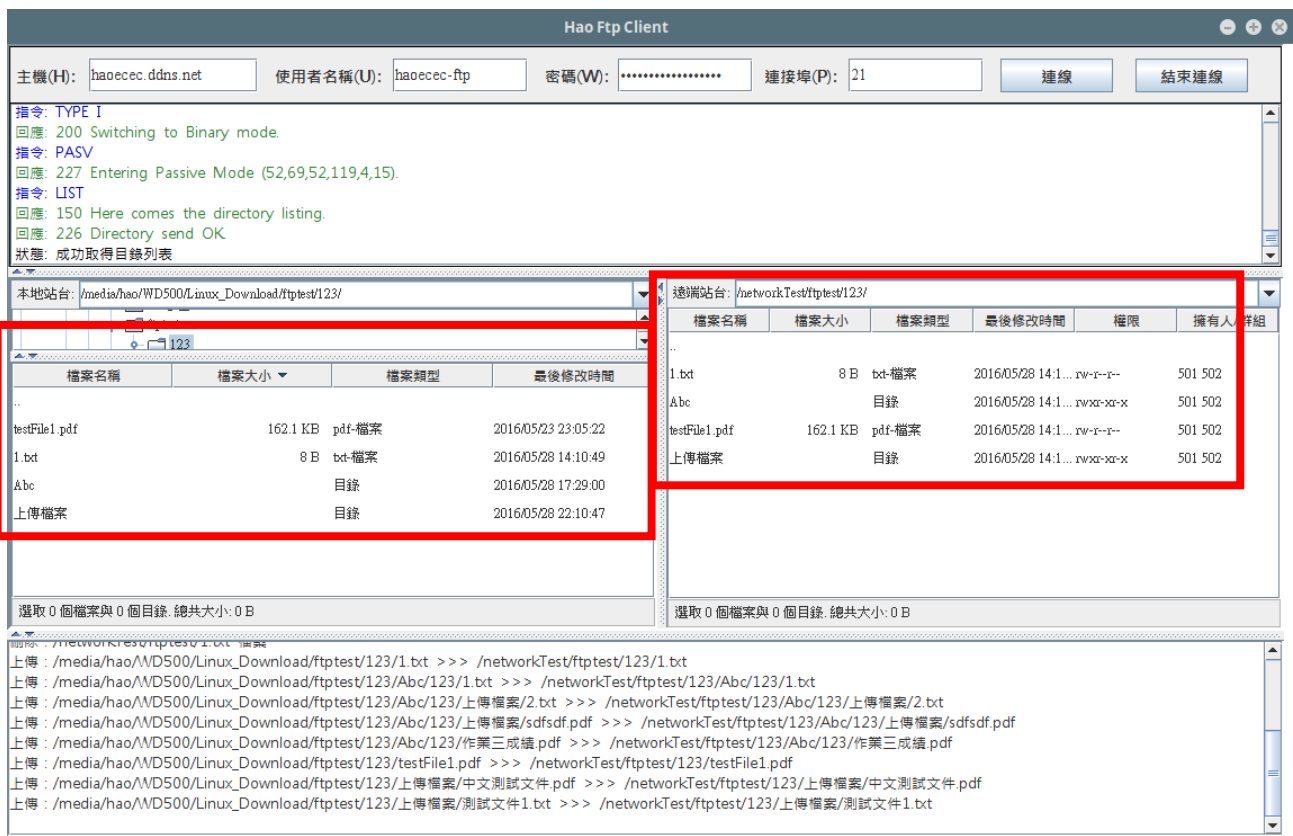 Hao Ftp Client
主機(H): haoecec.ddns.net 使用者名稱(U): haoecec-ftp 密碼(W): •••••••••••••••••• 連接埠(P): 21 連線 結束連線
指令: TYPE I
回應: 200 Switching to Binary mode.
指令: PASV
回應: 227 Entering Passive Mode (52,69,52,119,4,15).
指令: LIST
回應: 150 Here comes the directory listing.
回應: 226 Directory send OK.
狀態: 成功取得目錄列表
本地站台: /media/hao/WD500/Linux_Download/ftptest/123/
123
檔案名稱 檔案大小 檔案類型 最後修改時間
..
testFile1.pdf 162.1 KB pdf-檔案 2016/05/23 23:05:22
1.txt 8 B txt-檔案 2016/05/28 14:10:49
Abc 目錄 2016/05/28 17:29:00
上傳檔案 目錄 2016/05/28 22:10:47
選取 0 個檔案與 0 個目錄. 總共大小: 0 B
遠端站台: /networkTest/ftptest/123/
檔案名稱 檔案大小 檔案類型 最後修改時間 權限 擁有人/群組
..
1.txt 8 B txt-檔案 2016/05/28 14:1... rw-r--r-- 501 502
Abc 目錄 2016/05/28 14:1... rwxr-xr-x 501 502
testFile1.pdf 162.1 KB pdf-檔案 2016/05/28 14:1... rw-r--r-- 501 502
上傳檔案 目錄 2016/05/28 14:1... rwxr-xr-x 501 502
選取 0 個檔案與 0 個目錄. 總共大小: 0 B
刪除 : /networkTest/ftptest/1.txt 檔案
上傳 : /media/hao/WD500/Linux_Download/ftptest/123/1.txt >>> /networkTest/ftptest/123/1.txt
上傳 : /media/hao/WD500/Linux_Download/ftptest/123/Abc/123/1.txt >>> /networkTest/ftptest/123/Abc/123/1.txt
上傳 : /media/hao/WD500/Linux_Download/ftptest/123/Abc/123/上傳檔案/2.txt >>> /networkTest/ftptest/123/Abc/123/上傳檔案/2.txt
上傳 : /media/hao/WD500/Linux_Download/ftptest/123/Abc/123/上傳檔案/sdfsdf.pdf >>> /networkTest/ftptest/123/Abc/123/上傳檔案/sdfsdf.pdf
上傳 : /media/hao/WD500/Linux_Download/ftptest/123/Abc/123/作業三成績.pdf >>> /networkTest/ftptest/123/Abc/123/作業三成績.pdf
上傳 : /media/hao/WD500/Linux_Download/ftptest/123/testFile1.pdf >>> /networkTest/ftptest/123/testFile1.pdf
上傳 : /media/hao/WD500/Linux_Download/ftptest/123/上傳檔案/中文測試文件.pdf >>> /networkTest/ftptest/123/上傳檔案/中文測試文件.pdf
上傳 : /media/hao/WD500/Linux_Download/ftptest/123/上傳檔案/測試文件1.txt >>> /networkTest/ftptest/123/上傳檔案/測試文件1.txt